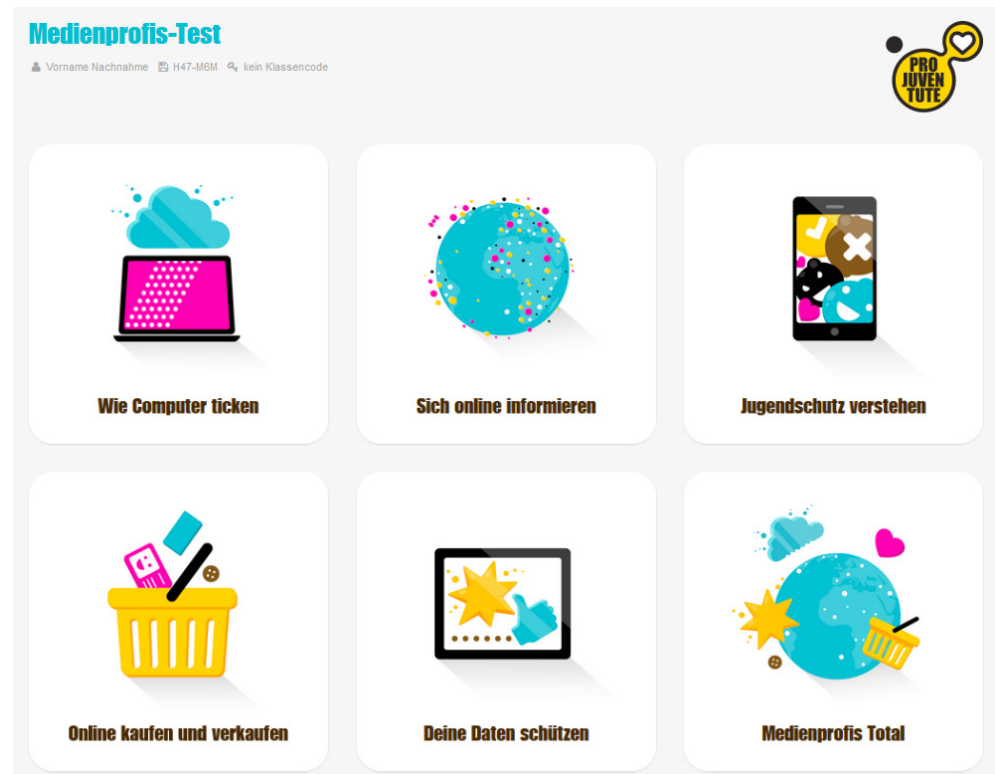 Medienprofis-Test
Vorname Nachnahme H47-M6M kein Klassencode
PRO
JUVEN
TUTE
Wie Computer ticken
Sich online informieren
Jugendschutz verstehen
Online kaufen und verkaufen
Deine Daten schützen
Medienprofis Total